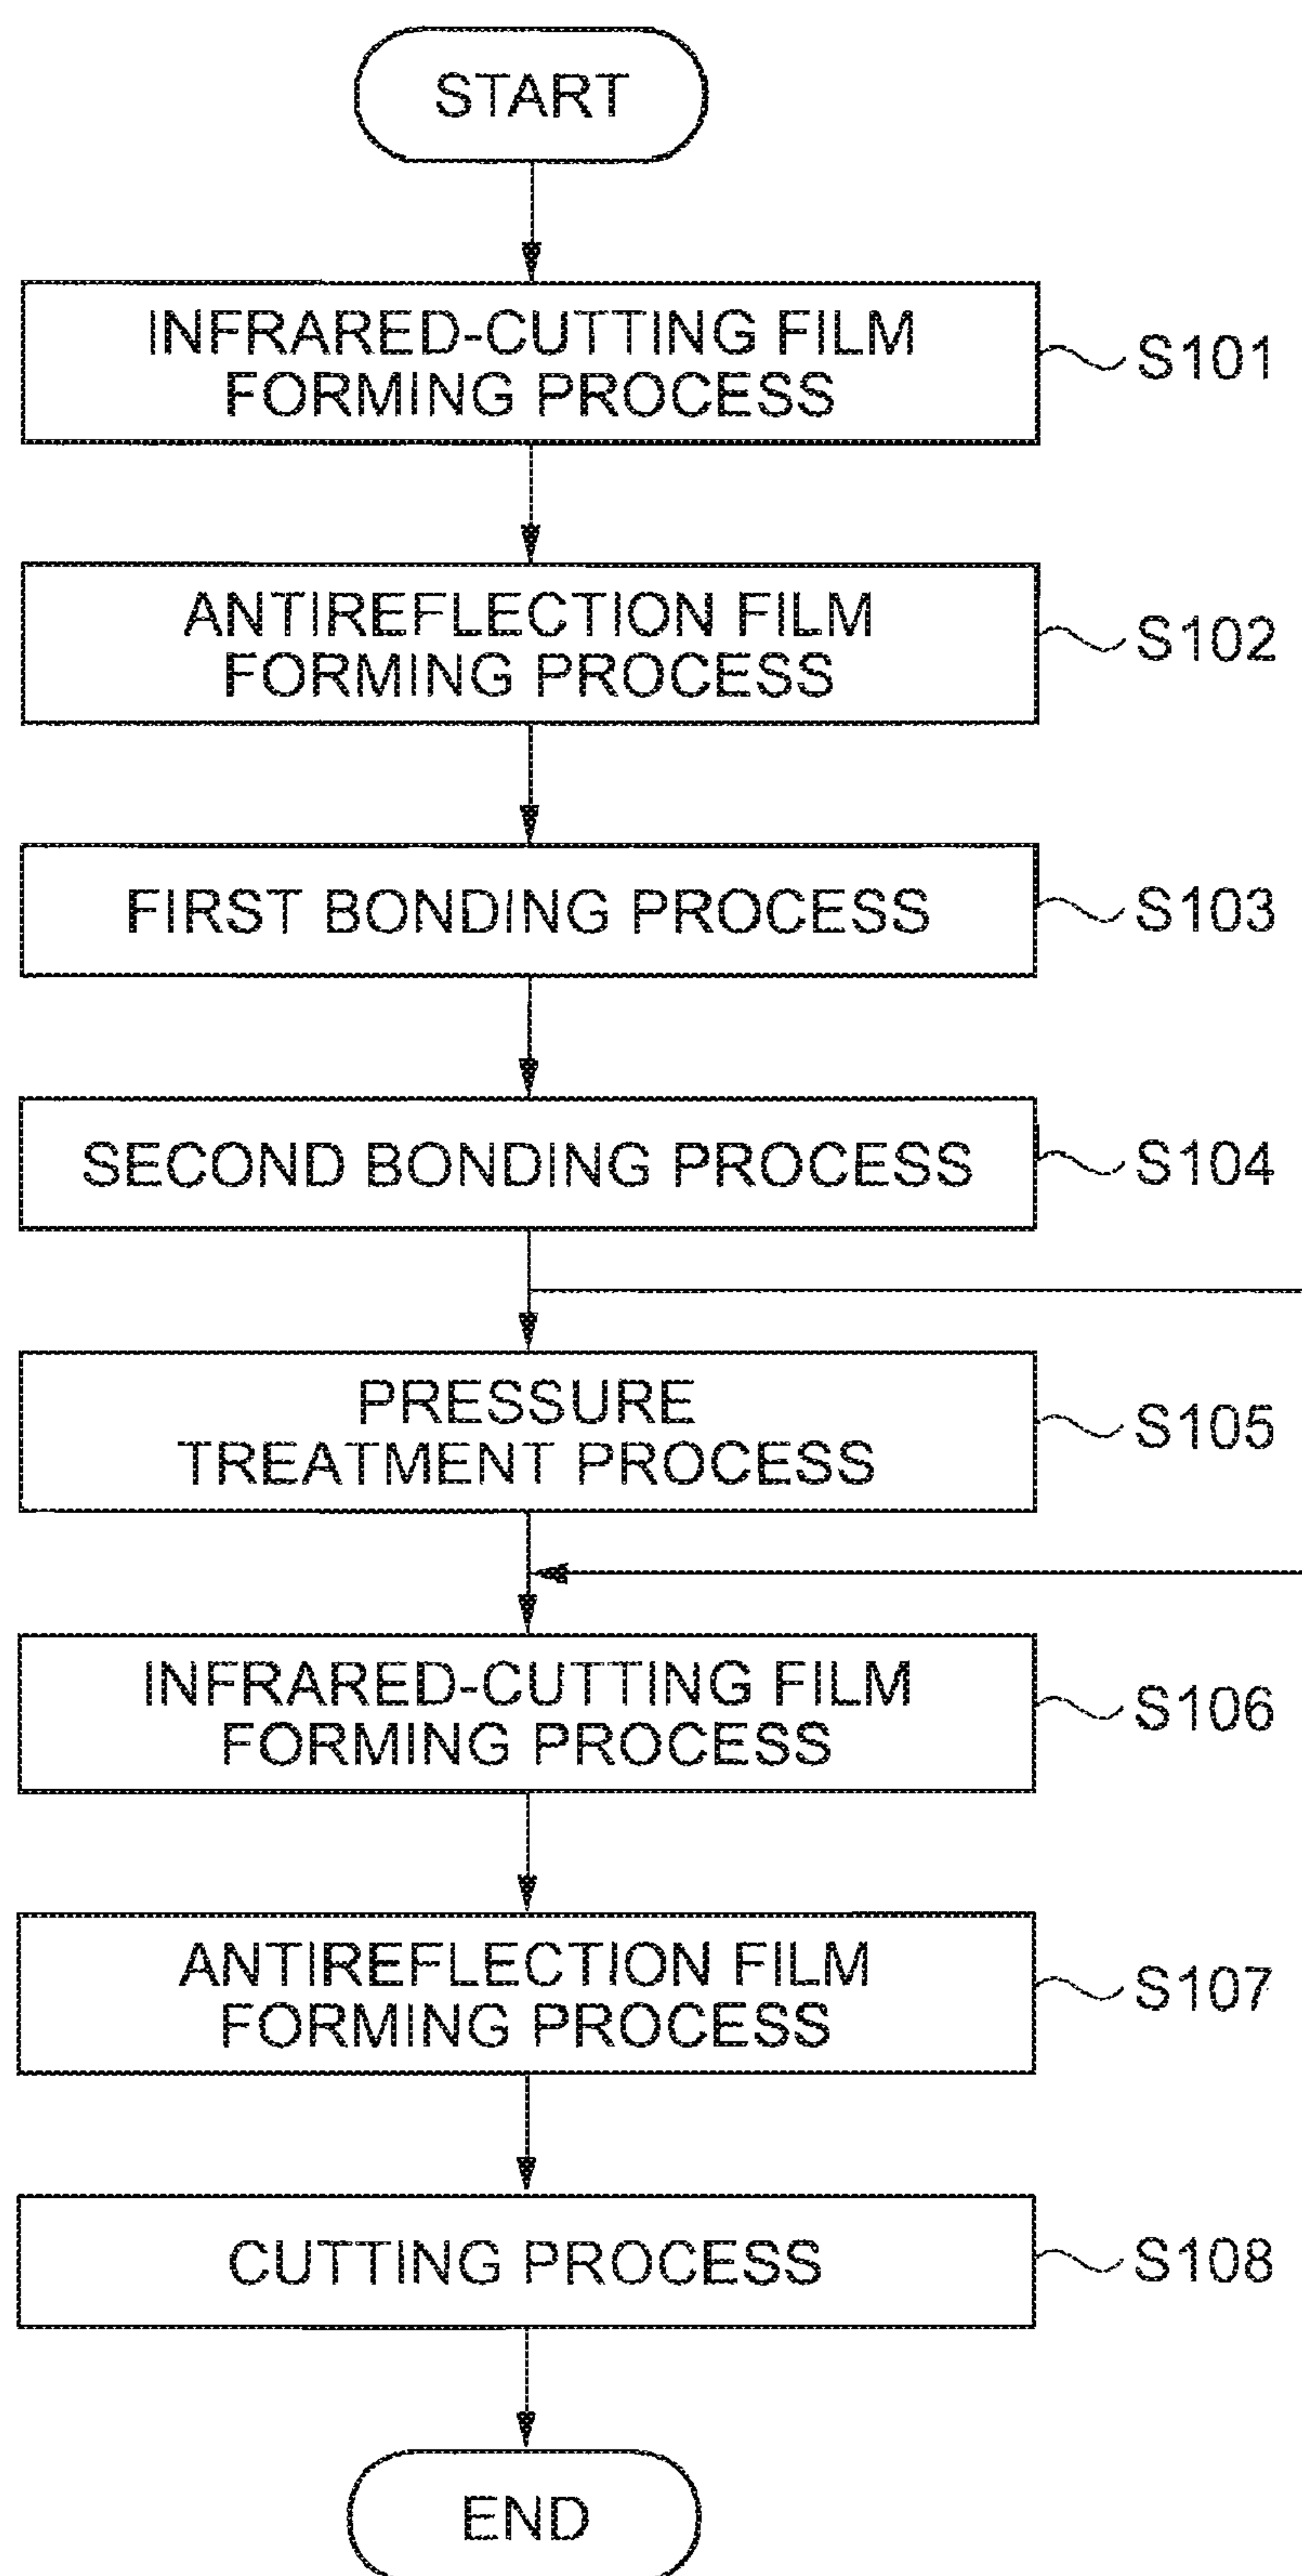 START
INFRARED-CUTTING FILM
FORMING PROCESS
S101
ANTIREFLECTION FILM
FORMING PROCESS
S102
FIRST BONDING PROCESS
S103
SECOND BONDING PROCESS
S104
PRESSURE
TREATMENT PROCESS
S105
INFRARED-CUTTING FILM
FORMING PROCESS
S106
ANTIREFLECTION FILM
FORMING PROCESS
S107
CUTTING PROCESS
S108
END